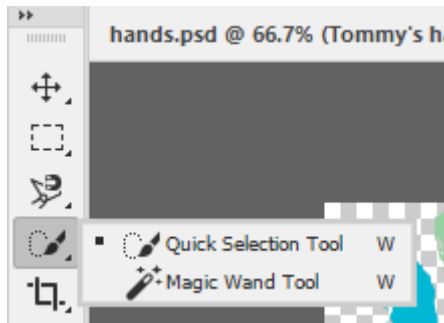 hands.psd @ 66.7% (Tommy's
Quick Selection Tool W
Magic Wand Tool W